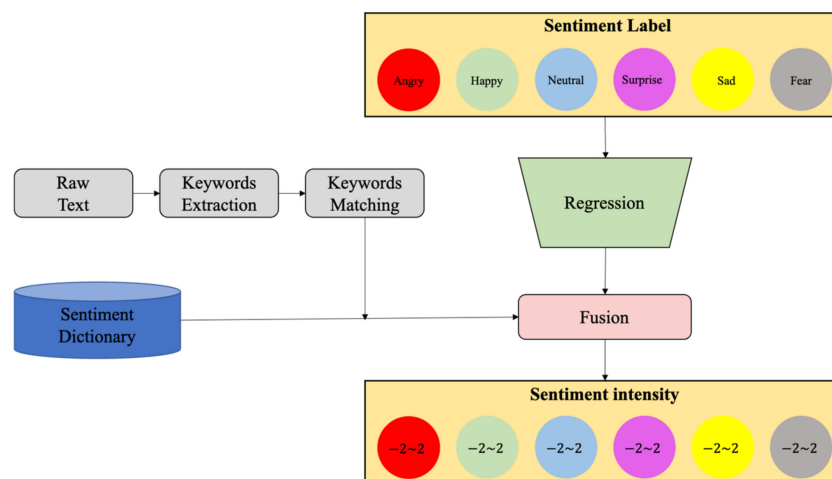 Sentiment Label
Angry
Happy
Neutral
Surprise
Sad
Fear
Raw
Text
Keywords
Extraction
Keywords
Matching
Regression
Sentiment
Dictionary
Fusion
Sentiment intensity
−2~2
−2~2
−2~2
−2~2
−2~2
−2~2